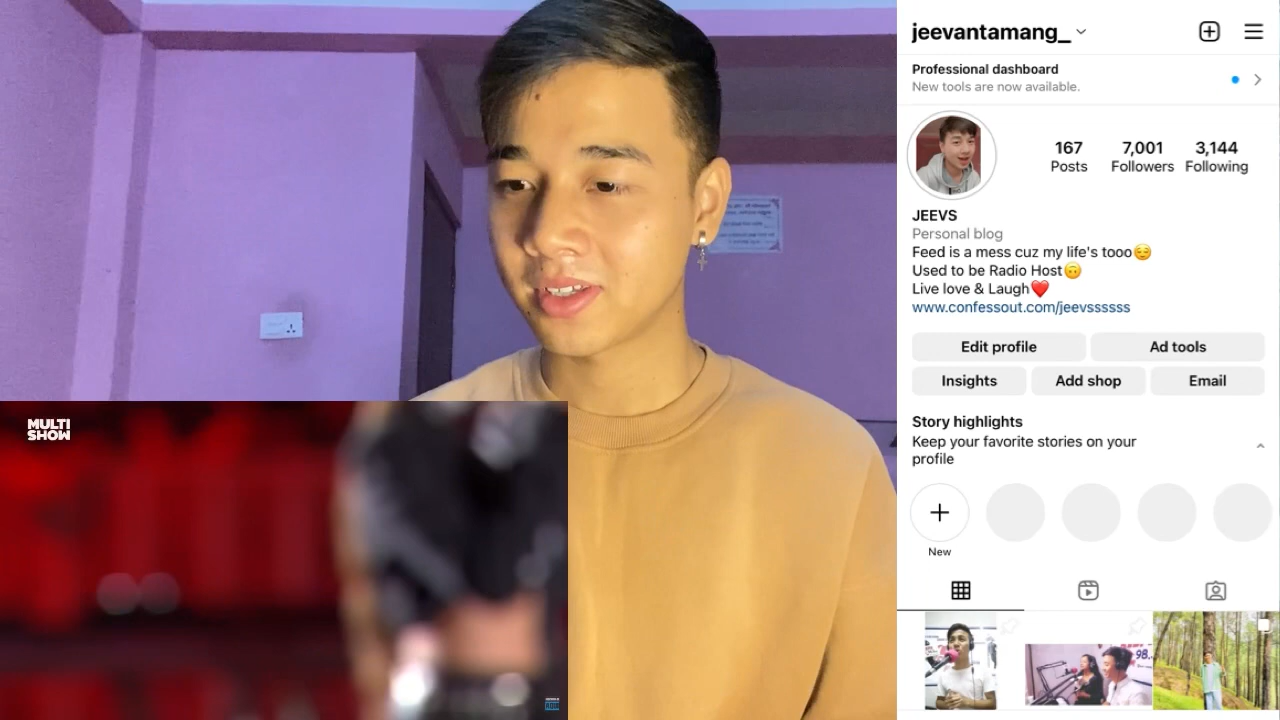 MULTI
SHOW
jeevantamang_
Professional dashboard
New tools are now available.
167
Posts
7,001
Followers
3,144
Following
JEEVS
Personal blog
Feed is a mess cuz my life's tooo😌
Used to be Radio Host🙃
Live love & Laugh❤️
www.confessout.com/jeevssssss
Edit profile
Ad tools
Insights
Add shop
Email
Story highlights
Keep your favorite stories on your
profile
New
98.